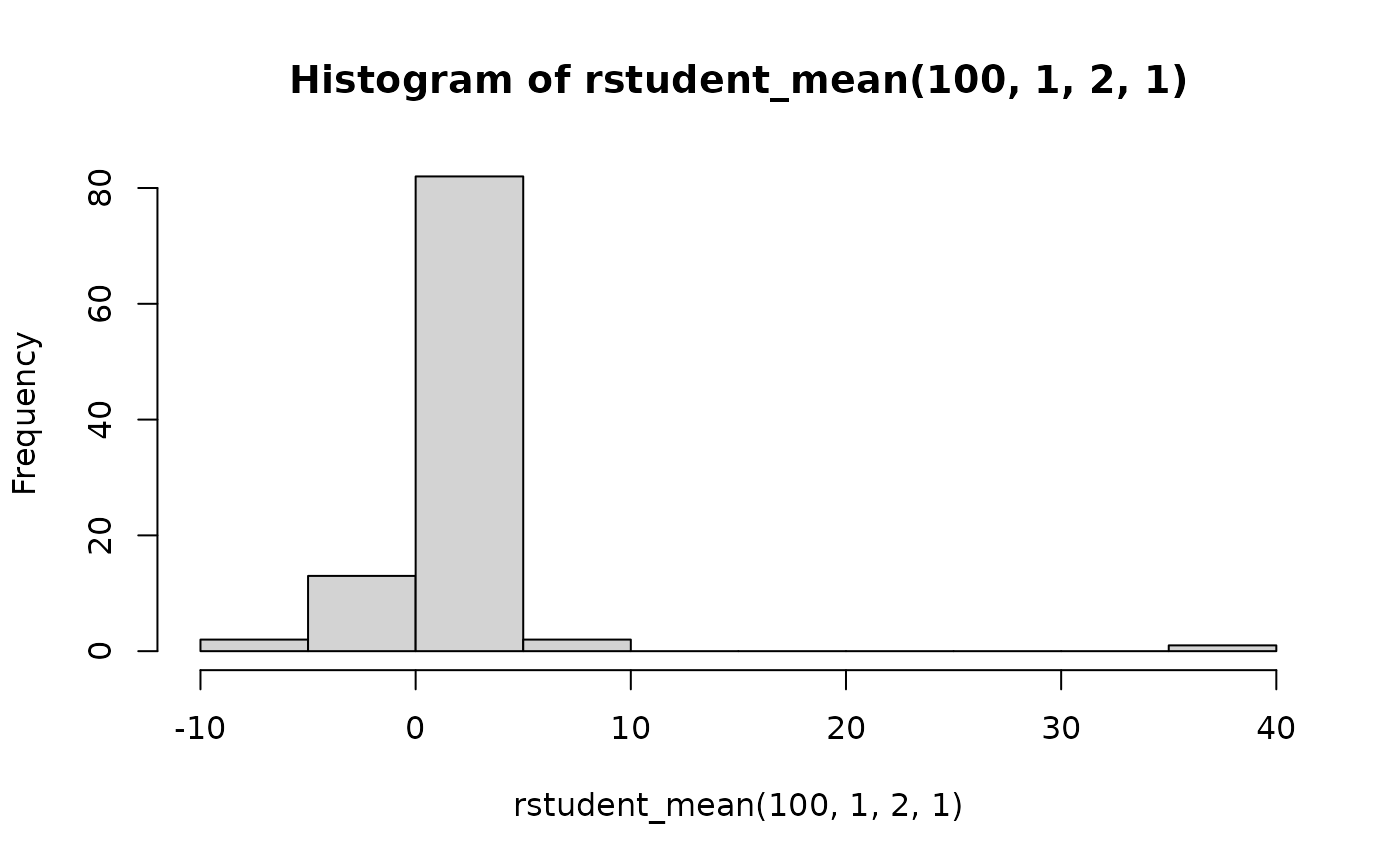 Histogram of rstudent_mean(100, 1, 2, 1)
80
60
40
20
0
Frequency
-10 0 10 20 30 40
rstudent_mean(100, 1, 2, 1)